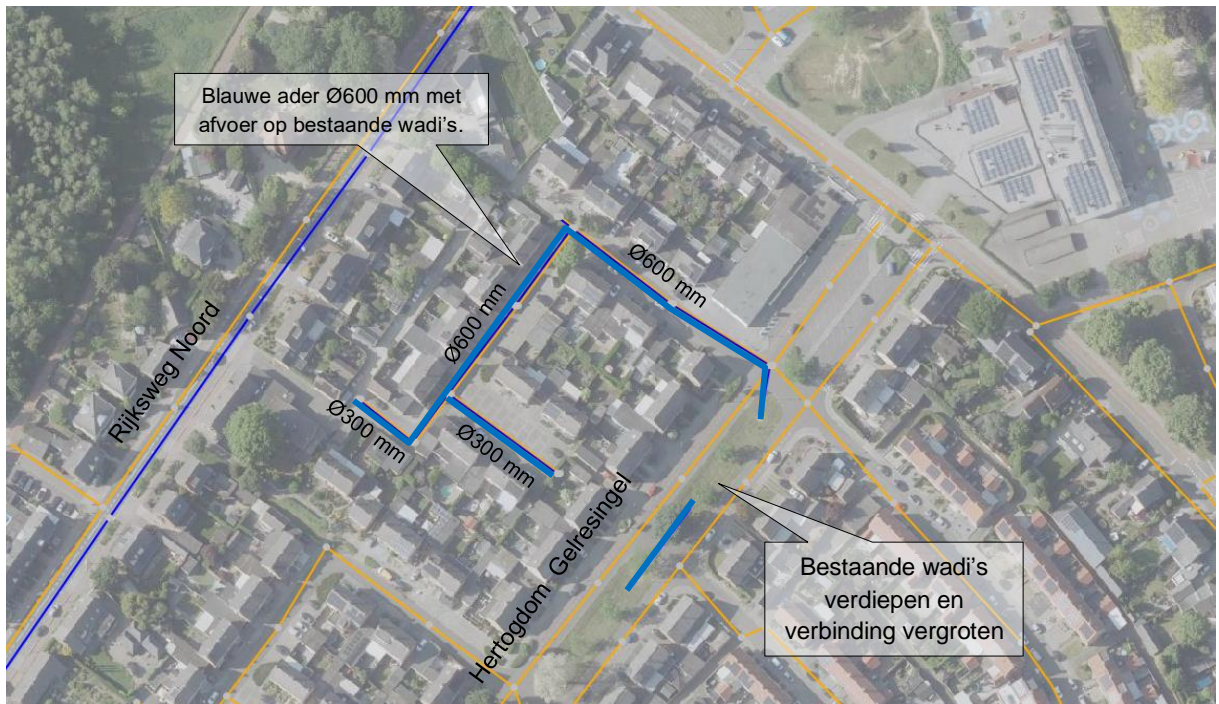 Blauwe ader Ø600 mm met
afvoer op bestaande wadi's.
Ø600 mm
Ø600 mm
Rijksweg Noord
Ø300 mm
Ø300 mm
Hertogdom Gelresingel
Bestaande wadi's
verdiepen en
verbinding vergroten